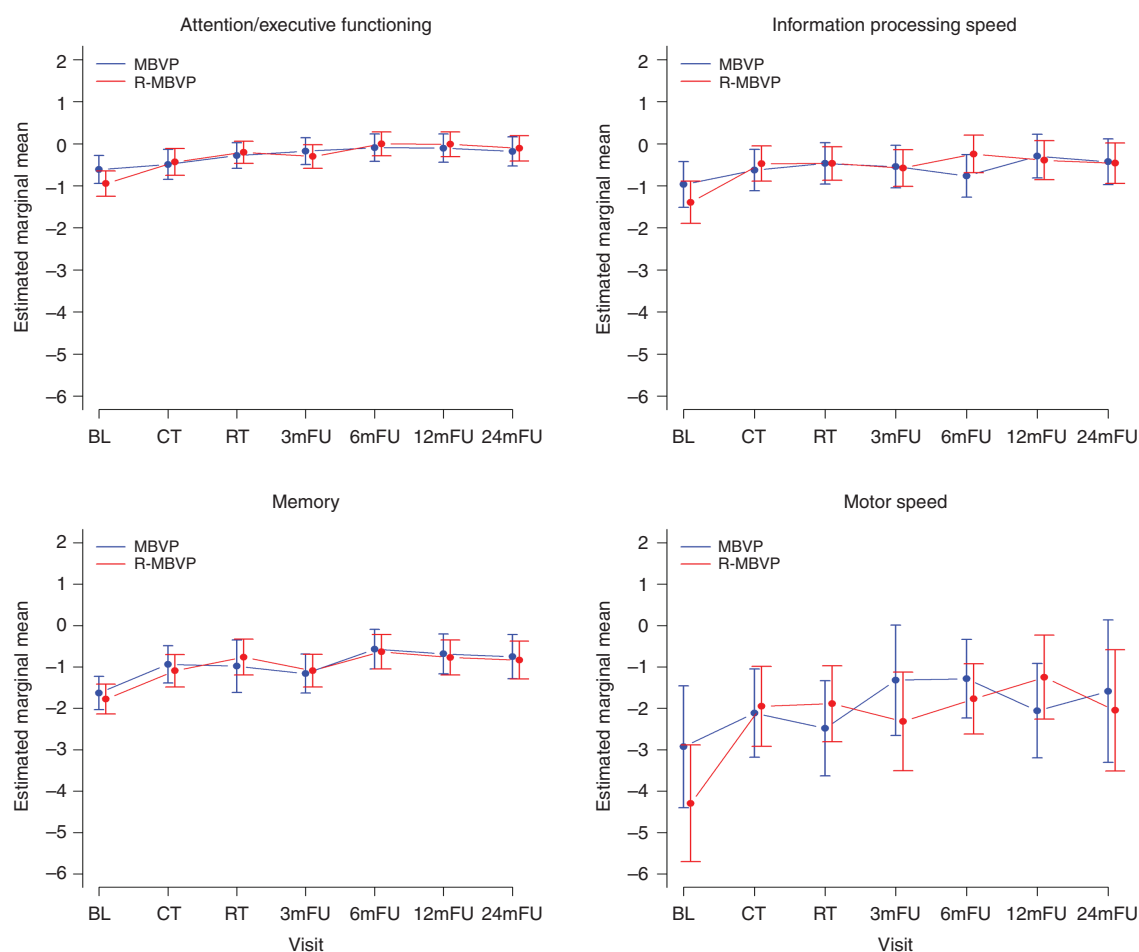 Attention/executive functioning
MBVP
R-MBVP
Estimated marginal mean
2
1
0
–1
–2
–3
–4
–5
–6
BL CT RT 3mFU 6mFU 12mFU 24mFU
Information processing speed
MBVP
R-MBVP
Estimated marginal mean
2
1
0
–1
–2
–3
–4
–5
–6
BL CT RT 3mFU 6mFU 12mFU 24mFU
Memory
MBVP
R-MBVP
Estimated marginal mean
2
1
0
–1
–2
–3
–4
–5
–6
BL CT RT 3mFU 6mFU 12mFU 24mFU
Visit
Motor speed
MBVP
R-MBVP
Estimated marginal mean
2
1
0
–1
–2
–3
–4
–5
–6
BL CT RT 3mFU 6mFU 12mFU 24mFU
Visit